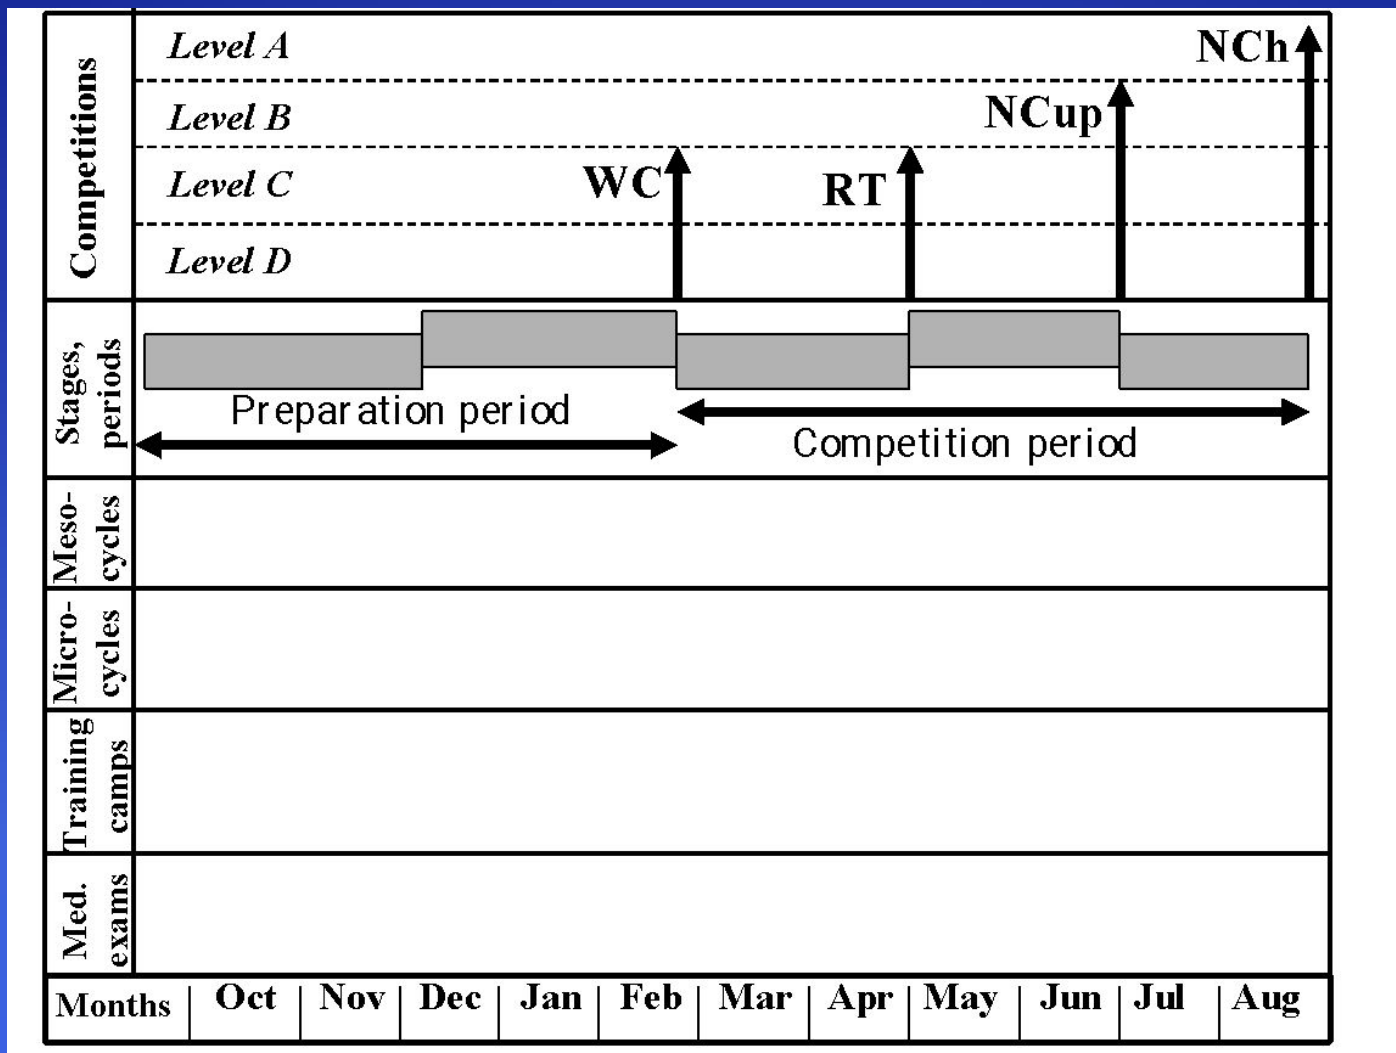 Competitions
Level A
NCh
Level B
NCup
Level C
WC
RT
Level D
Stages,
periods
Preparation period
Competition period
Meso-
cycles
Micro-
cycles
Training
camps
Med.
exams
Months | Oct | Nov | Dec | Jan | Feb | Mar | Apr | May | Jun | Jul | Aug